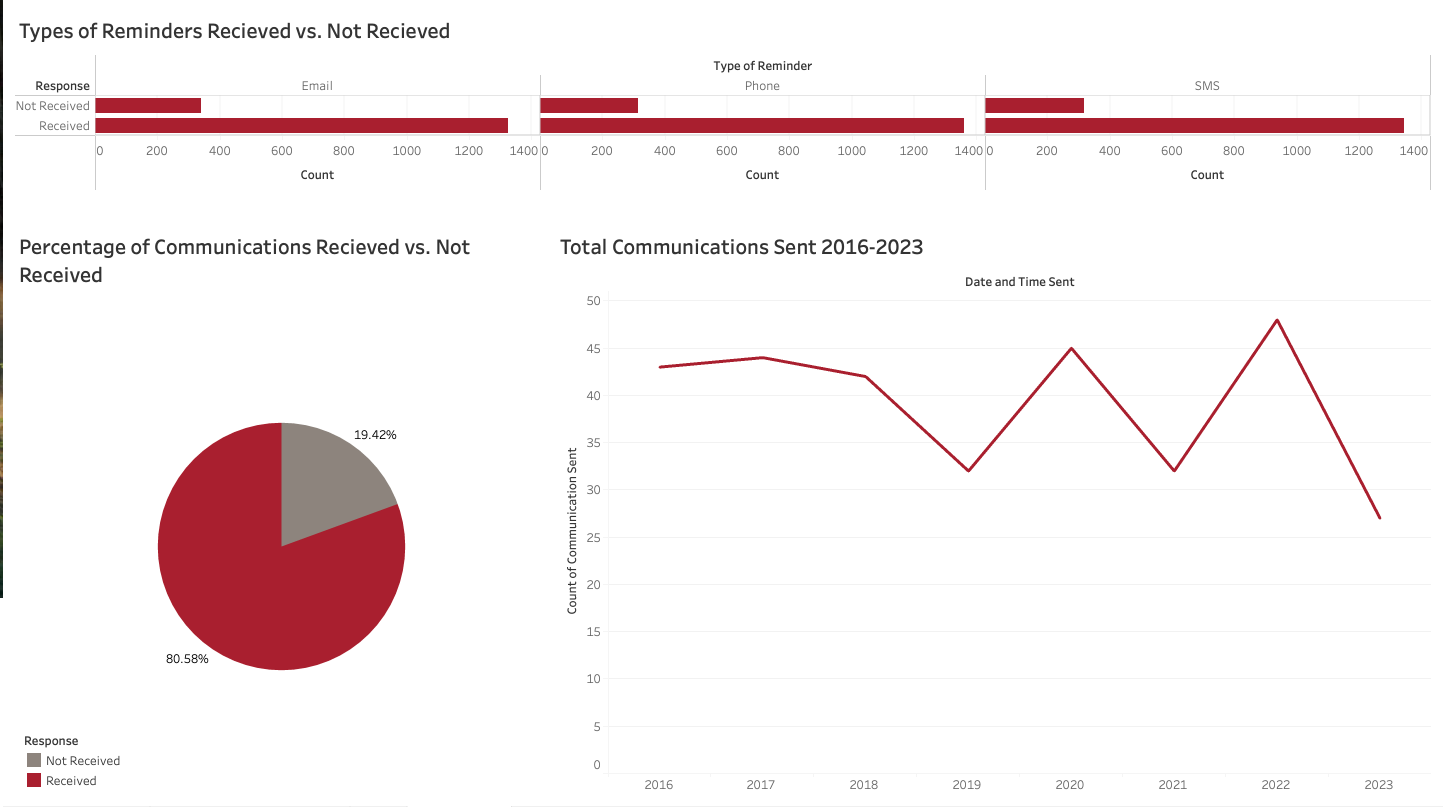 Types of Reminders Recieved vs. Not Recieved
Type of Reminder
Response Email Phone SMS
Not Received
Received
0 200 400 600 800 1000 1200 1400 0 200 400 600 800 1000 1200 1400 0 200 400 600 800 1000 1200 1400
Count Count Count
Percentage of Communications Recieved vs. Not
Received
19.42%
80.58%
Response
Not Received
Received
Total Communications Sent 2016-2023
Date and Time Sent
Count of Communication Sent
50
45
40
35
30
25
20
15
10
5
0
2016 2017 2018 2019 2020 2021 2022 2023